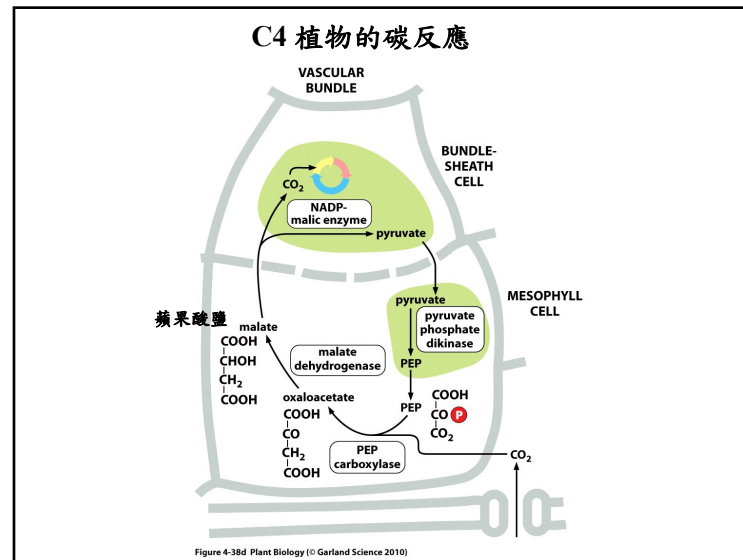 C4 植物的碳反應
VASCULAR
BUNDLE
BUNDLE-
SHEATH
CELL
CO₂
NADP-
malic enzyme
pyruvate
MESOPHYLL
CELL
pyruvate
pyruvate
phosphate
dikinase
PEP
蘋果酸鹽
malate
COOH
CHOH
CH₂
COOH
malate
dehydrogenase
oxaloacetate
COOH
CO
CH₂
COOH
PEP
COOH
CO P
CO₂
PEP
carboxylase
CO₂
Figure 4-38d Plant Biology (© Garland Science 2010)